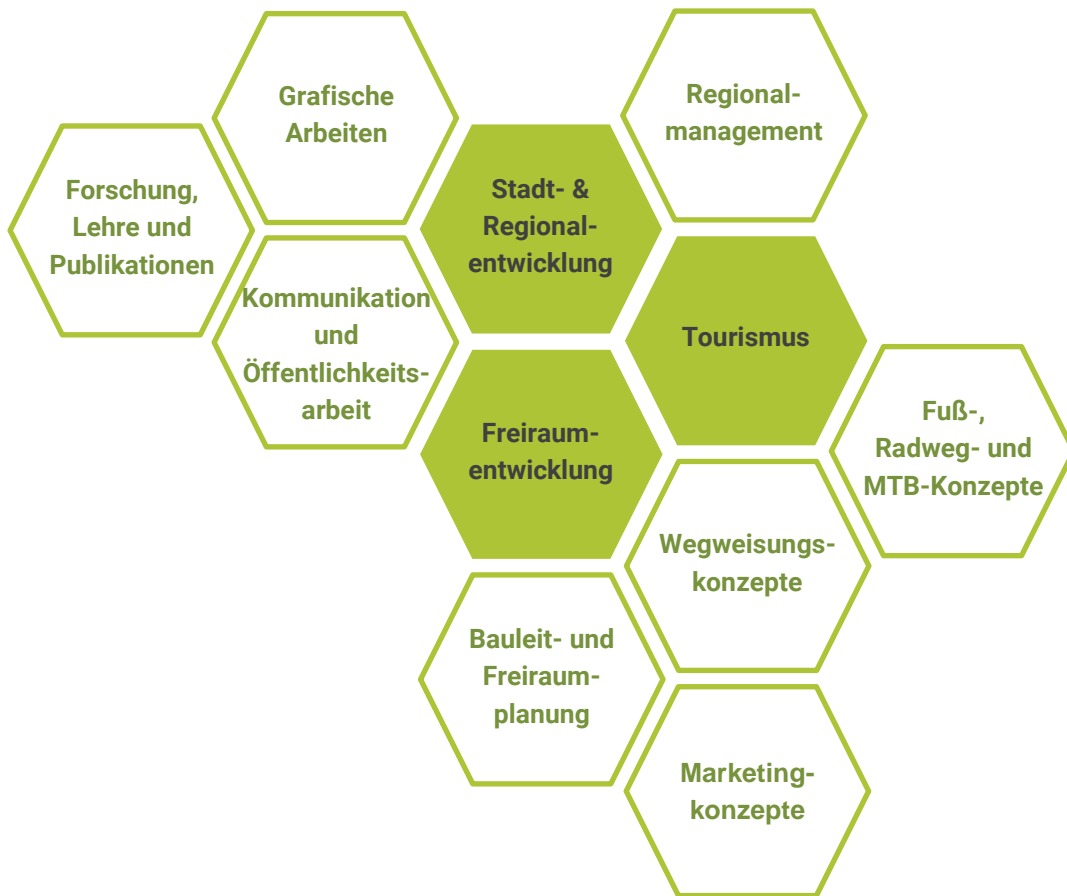 Grafische
Arbeiten
Regional-
management
Forschung,
Lehre und
Publikationen
Stadt- &
Regional-
entwicklung
Kommunikation
und
Öffentlichkeits-
arbeit
Tourismus
Freiraum-
entwicklung
Fuß-,
Radweg- und
MTB-Konzepte
Wegweisungs-
konzepte
Bauleit- und
Freiraum-
planung
Marketing-
konzepte